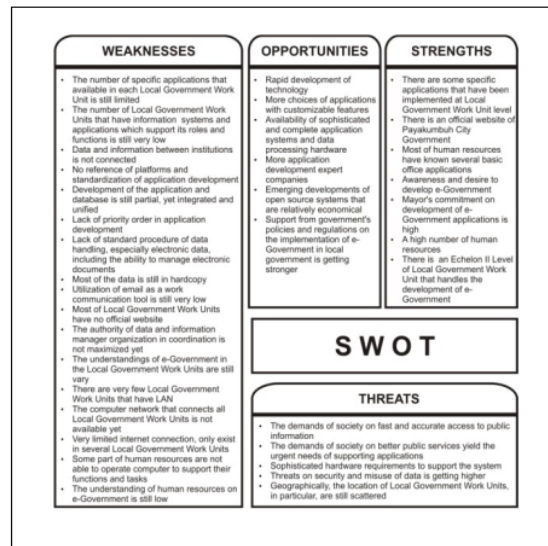 WEAKNESSES
• The number of specific applications that
available in each Local Government Work
Unit is still limited
• The number of Local Government Work
Units that have information systems and
applications which support its roles and
functions is still very low
• Data and information between institutions
is not connected
• No reference of platforms and
standardization of application development
• Development of the application and
database is still partial, yet integrated and
unified
• Lack of priority order in application
development
• Lack of standard procedure of data
handling, especially electronic data,
including the ability to manage electronic
documents
• Most of the data is still in hardcopy
• Utilization of email as a work
communication tool is still very low
• Most of Local Government Work Units
have no official website
• The authority of data and information
manager organization in coordination is
not maximized yet
• The understandings of e-Government in
the Local Government Work Units are still
vary
• There are very few Local Government
Work Units that have LAN
• The computer network that connects all
Local Government Work Units is not
available yet
• Very limited internet connection, only exist
in several Local Government Work Units
• Some part of human resources are not
able to operate computer to support their
functions and tasks
• The understanding of human resources on
e-Government is still low
OPPORTUNITIES
• Rapid development of
technology
• More choices of applications
with customizable features
• Availability of sophisticated
and complete application
systems and data
processing hardware
• More application
development expert
companies
• Emerging developments of
open source systems that
are relatively economical
• Support from government's
policies and regulations on
the implementation of e-
Government in local
government is getting
stronger
STRENGTHS
• There are some specific
applications that have been
implemented at Local
Government Work Unit level
• There is an official website of
Payakumbuh City
Government
• Most of human resources
have known several basic
office applications
• Awareness and desire to
develop e-Government
• Mayor's commitment on
development of e-
Government applications is
high
• A high number of human
resources
• There is an Echelon II Level
of Local Government Work
Unit that handles the
development of e-
Government
SWOT
THREATS
• The demands of society on fast and accurate access to public
information
• The demands of society on better public services yield the
urgent needs of supporting applications
• Sophisticated hardware requirements to support the system
• Threats on security and misuse of data is getting higher
• Geographically, the location of Local Government Work Units,
in particular, are still scattered